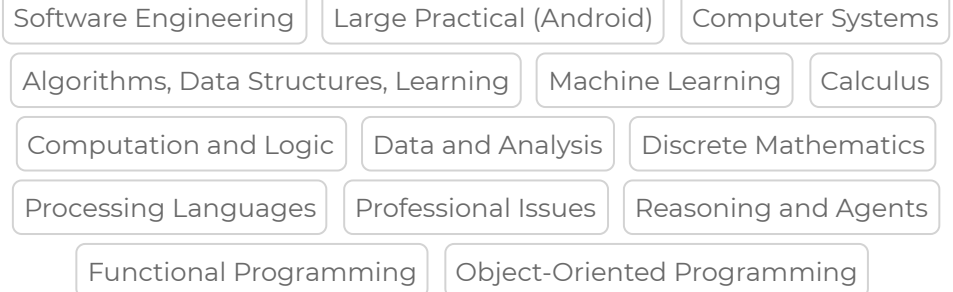 Software Engineering Large Practical (Android) Computer Systems
Algorithms, Data Structures, Learning Machine Learning Calculus
Computation and Logic Data and Analysis Discrete Mathematics
Processing Languages Professional Issues Reasoning and Agents
Functional Programming Object-Oriented Programming